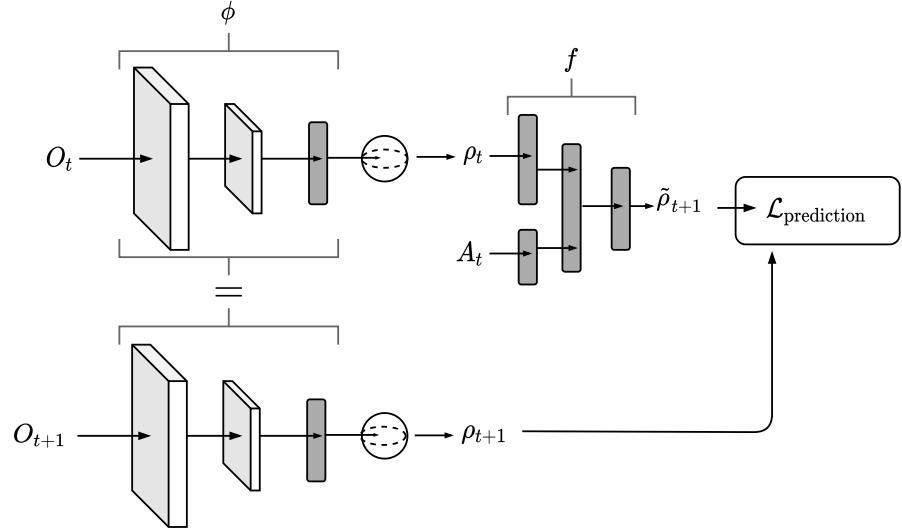 ϕ
f
O_t
ρ_t
ρ̃_{t+1}
ℒ_prediction
A_t
=
O_{t+1}
ρ_{t+1}